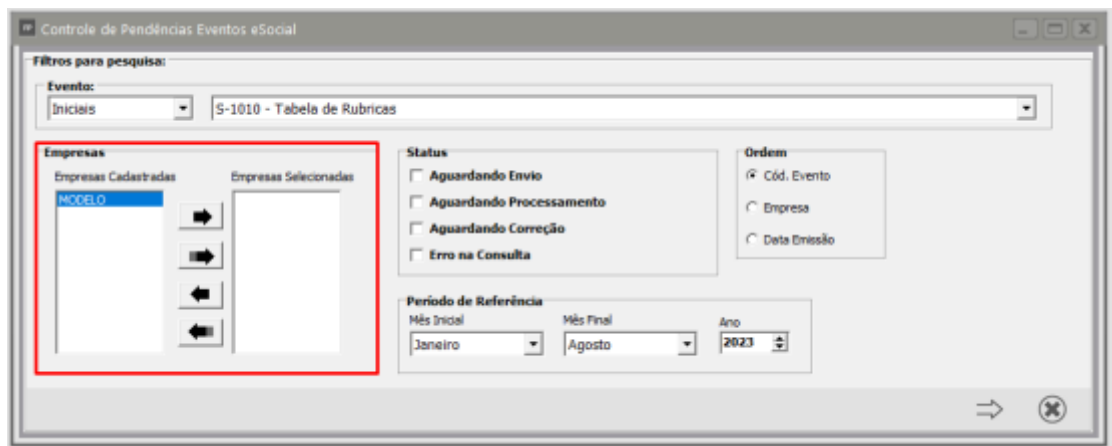 Controle de Pendências Eventos eSocial
Filtros para pesquisa:
Evento:
Iniciais
S-1010 - Tabela de Rubricas
Empresas
Empresas Cadastradas
Empresas Selecionadas
MODELO
Status
Aguardando Envio
Aguardando Processamento
Aguardando Correção
Erro na Consulta
Ordem
Cód. Evento
Empresa
Data Emissão
Período de Referência
Mês Inicial
Mês Final
Ano
Janeiro
Agosto
2023